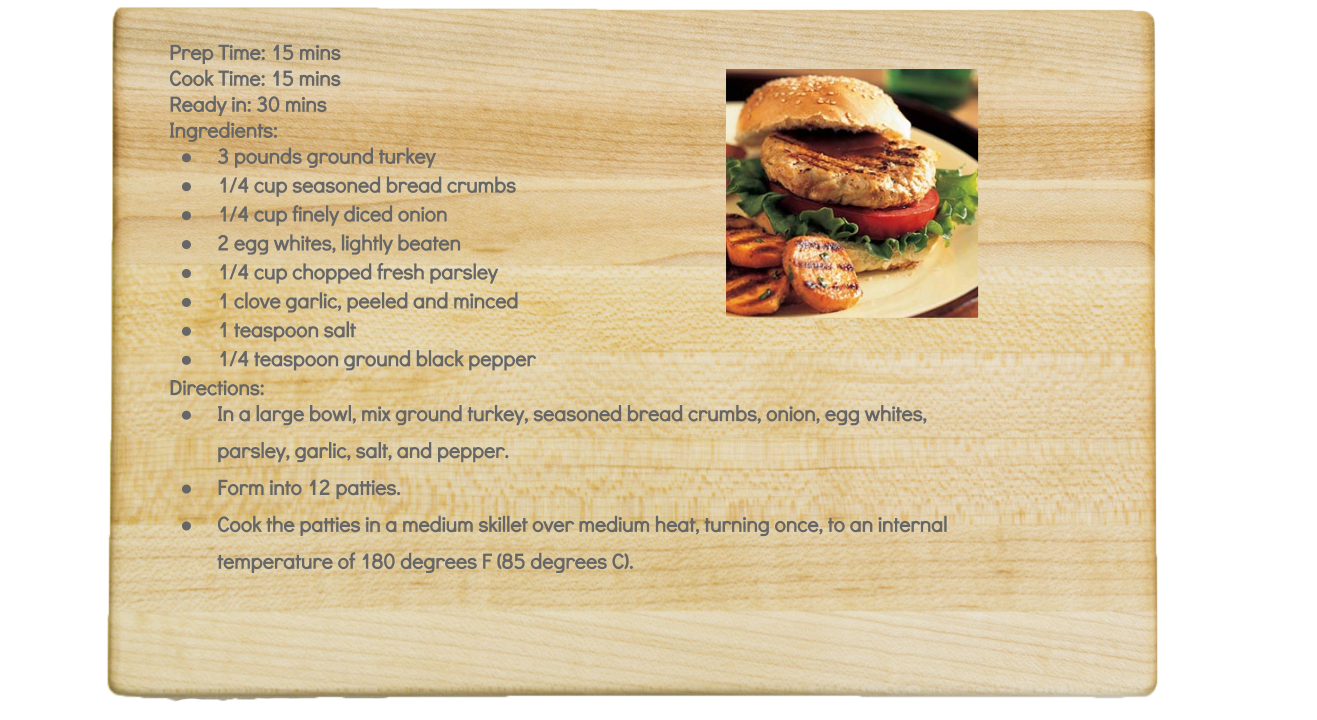 Prep Time: 15 mins
Cook Time: 15 mins
Ready in: 30 mins
Ingredients:
● 3 pounds ground turkey
● 1/4 cup seasoned bread crumbs
● 1/4 cup finely diced onion
● 2 egg whites, lightly beaten
● 1/4 cup chopped fresh parsley
● 1 clove garlic, peeled and minced
● 1 teaspoon salt
● 1/4 teaspoon ground black pepper
Directions:
● In a large bowl, mix ground turkey, seasoned bread crumbs, onion, egg whites,
parsley, garlic, salt, and pepper.
● Form into 12 patties.
● Cook the patties in a medium skillet over medium heat, turning once, to an internal
temperature of 180 degrees F (85 degrees C).